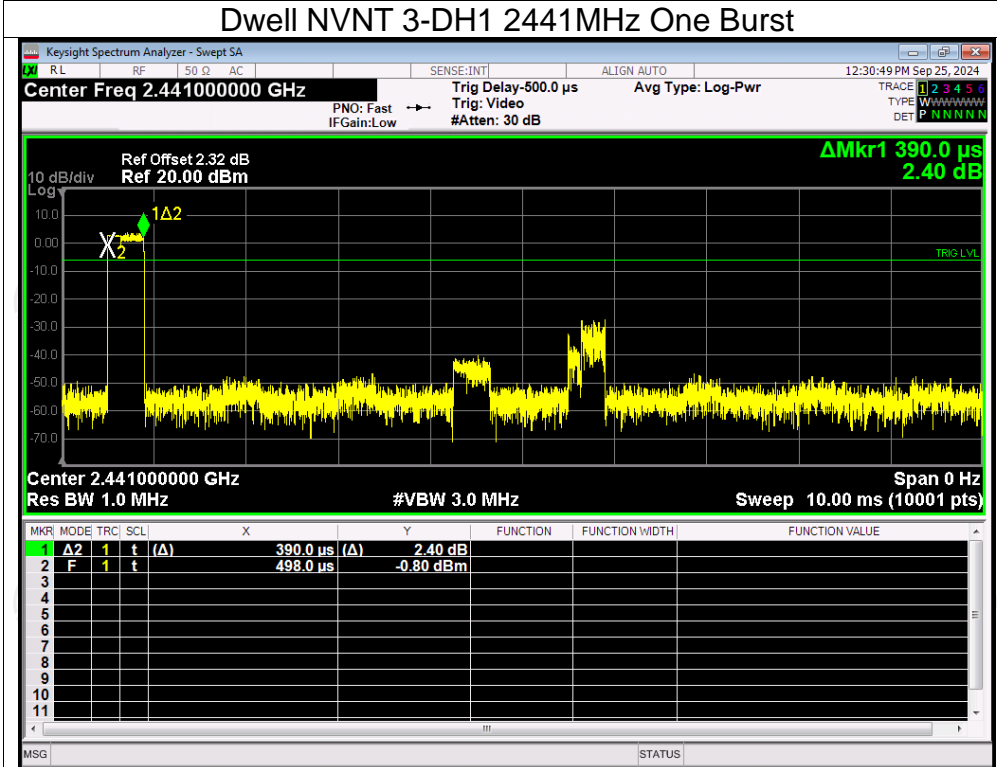 Dwell NVNT 3-DH1 2441MHz One Burst
Keysight Spectrum Analyzer - Swept SA
LXI RL RF 50 Ω AC SENSE:INT ALIGN AUTO 12:30:49 PM Sep 25, 2024
Center Freq 2.441000000 GHz Trig Delay-500.0 µs Avg Type: Log-Pwr TRACE 1 2 3 4 5 6
PNO: Fast Trig: Video TYPE WWWWWW
IFGain:Low #Atten: 30 dB DET P N N N N N
ΔMkr1 390.0 µs
2.40 dB
Ref Offset 2.32 dB
10 dB/div Ref 20.00 dBm
Log
10.0
1Δ2
0.00
2
TRIG LVL
-10.0
-20.0
-30.0
-40.0
-50.0
-60.0
-70.0
Center 2.441000000 GHz Span 0 Hz
Res BW 1.0 MHz #VBW 3.0 MHz Sweep 10.00 ms (10001 pts)
MKR MODE TRC SCL X Y FUNCTION FUNCTION WIDTH FUNCTION VALUE
1 Δ2 1 t (Δ) 390.0 µs (Δ) 2.40 dB
2 F 1 t 498.0 µs -0.80 dBm
3
4
5
6
7
8
9
10
11
MSG STATUS